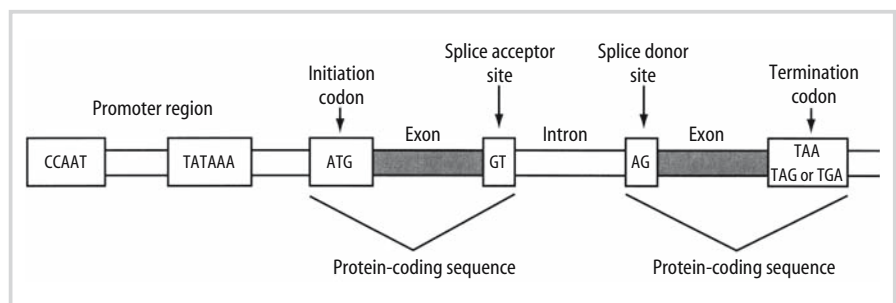 Promoter region
Initiation
codon
Splice acceptor
site
Splice donor
site
Termination
codon
Exon
Intron
Exon
CCAAT
TATAAA
ATG
GT
AG
TAA
TAG or TGA
Protein-coding sequence
Protein-coding sequence